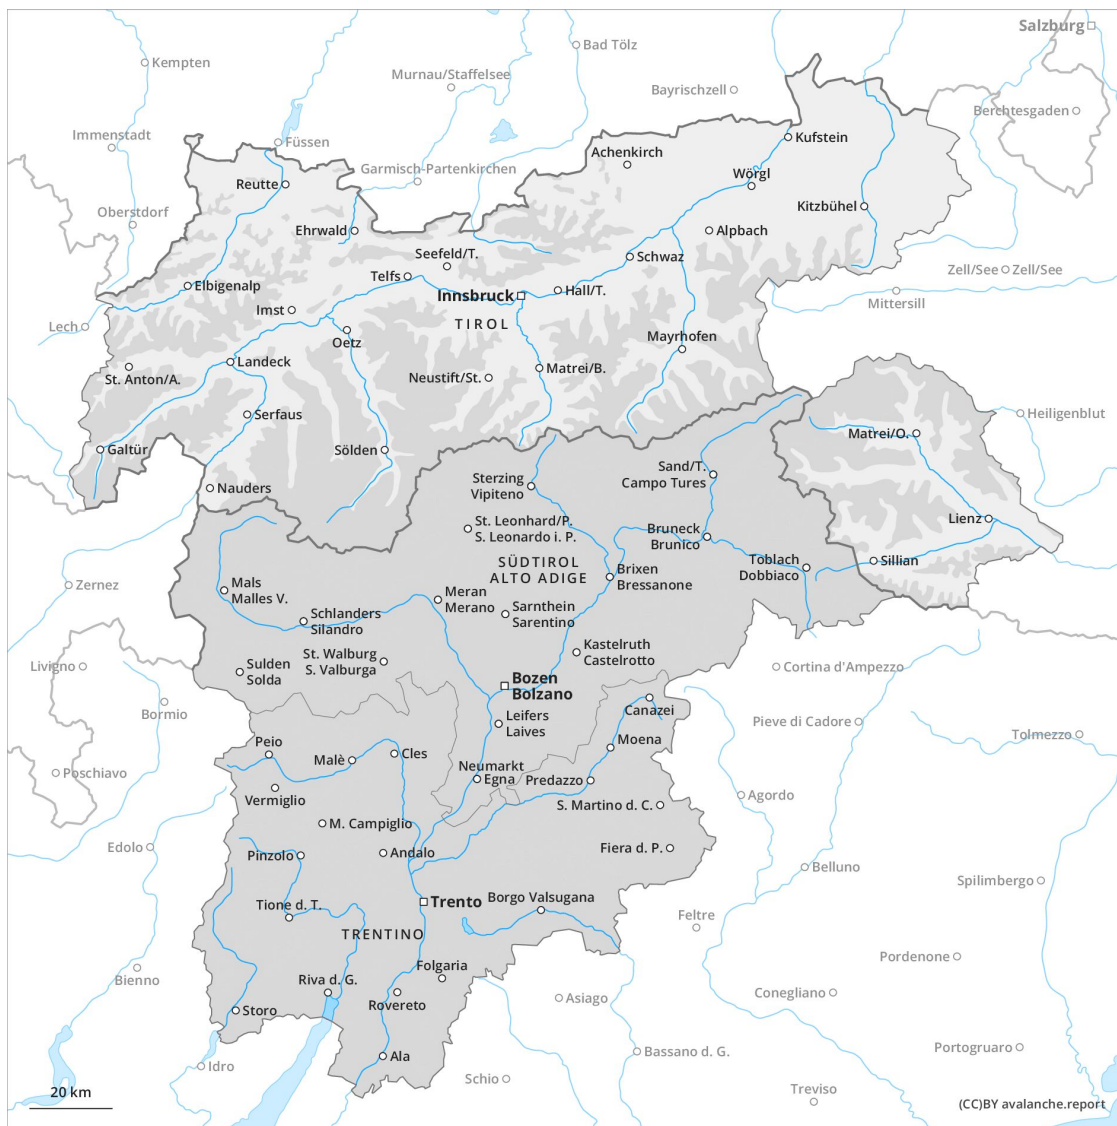 Salzburg
Bad Tölz
Kempten
Murnau/Staffelsee
Bayrischzell
Berchtesgaden
Immenstadt
Füssen
Kufstein
Achenkirch
Garmisch-Partenkirchen
Wörgl
Reutte
Kitzbühel
Oberstdorf
Ehrwald
Alpbach
Seefeld/T.
Schwaz
Telfs
Zell/See
Zell/See
Elbigenalp
Innsbruck
Hall/T.
Mittersill
Imst
TIROL
Lech
Oetz
Mayrhofen
Landeck
Matrei/B.
St. Anton/A.
Neustift/St.
Serfaus
Heiligenblut
Matrei/O.
Galtür
Sölden
Sand/T.
Campo Tures
Sterzing
Vipiteno
Nauders
St. Leonhard/P.
S. Leonardo i. P.
Lienz
Bruneck
Brunico
SÜDTIROL
ALTO ADIGE
Toblach
Dobbiaco
Sillian
Brixen
Bressanone
Zernez
Mals
Malles V.
Meran
Merano
Sarnthein
Sarentino
Schlanders
Silandro
Kastelruth
Castelrotto
St. Walburg
S. Valburga
Livigno
Sulden
Solda
Cortina d'Ampezzo
Bozen
Bolzano
Canazei
Bormio
Leifers
Laives
Pieve di Cadore
Tolmezzo
Moena
Peio
Malè
Cles
Poschiavo
Neumarkt
Egna
Predazzo
Vermiglio
S. Martino d. C.
Agordo
M. Campiglio
Edolo
Pinzolo
Andalo
Fiera d. P.
Belluno
Spilimbergo
Tione d. T.
Trento
Borgo Valsugana
Feltre
TRENTINO
Pordenone
Bienno
Folgaria
Riva d. G.
Rovereto
Asiago
Conegliano
Storo
Portogruaro
Ala
Bassano d. G.
Idro
Schio
Treviso
20 km
(CC)BY avalanche.report